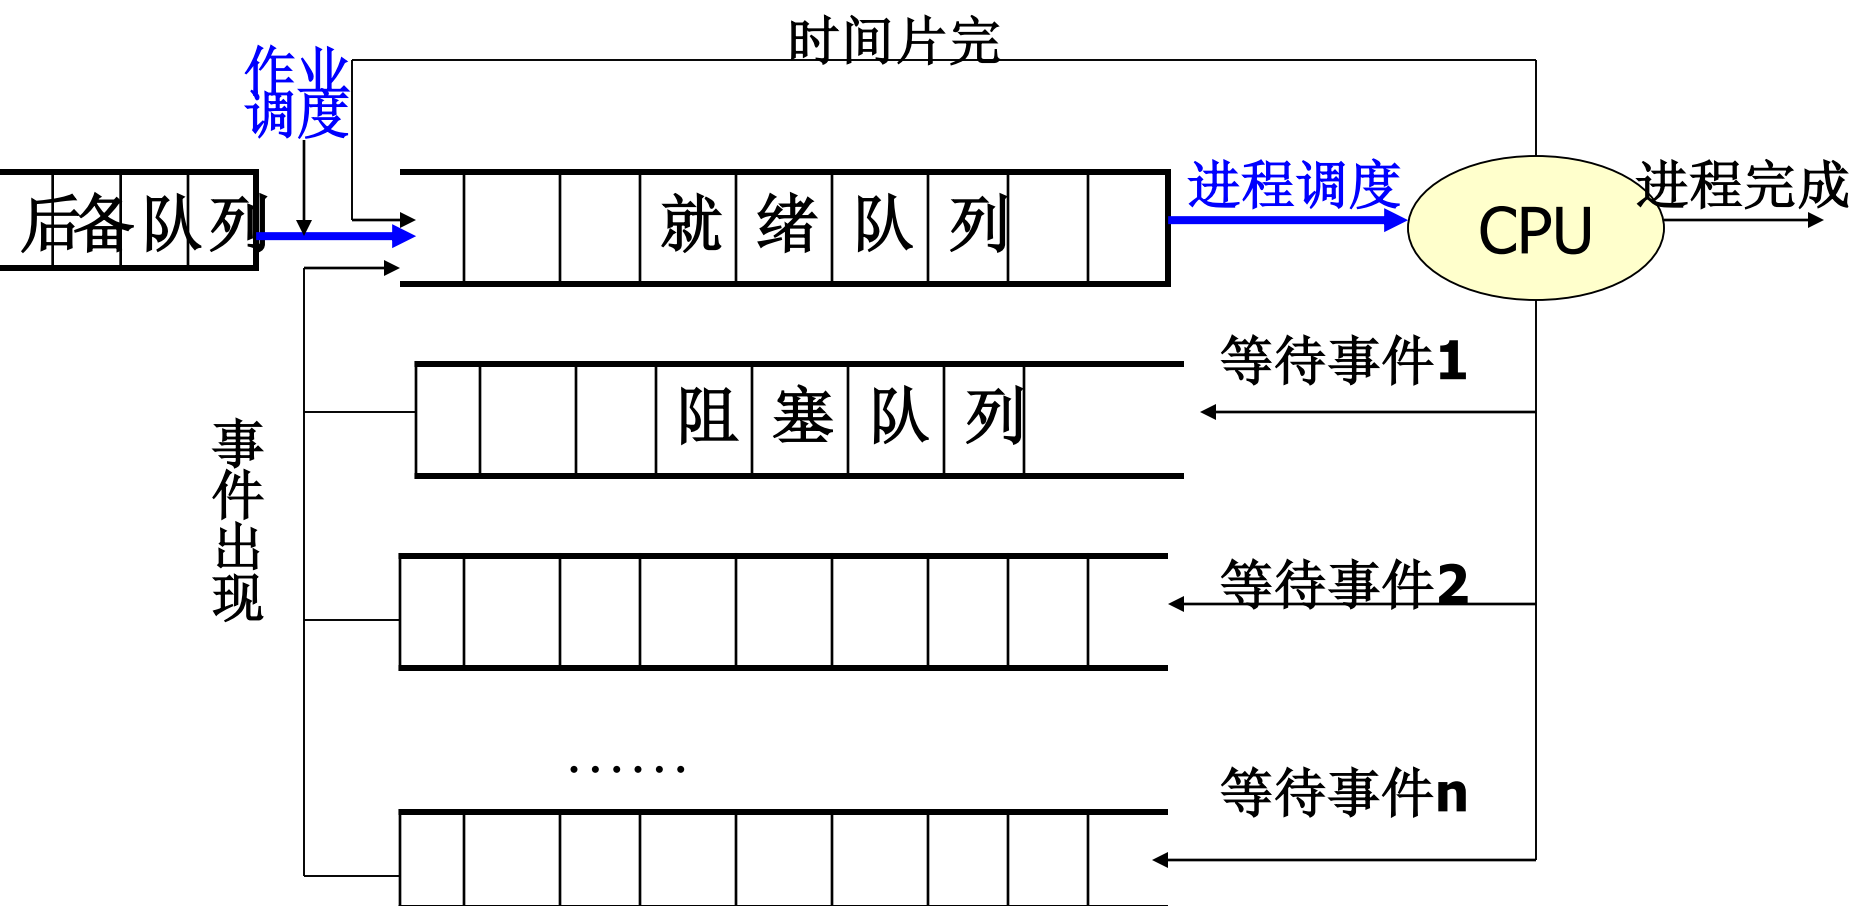 时间片完
作业
调度
后备队列
就绪队列
进程调度
CPU
进程完成
等待事件1
阻塞队列
事件出现
等待事件2
……
等待事件n